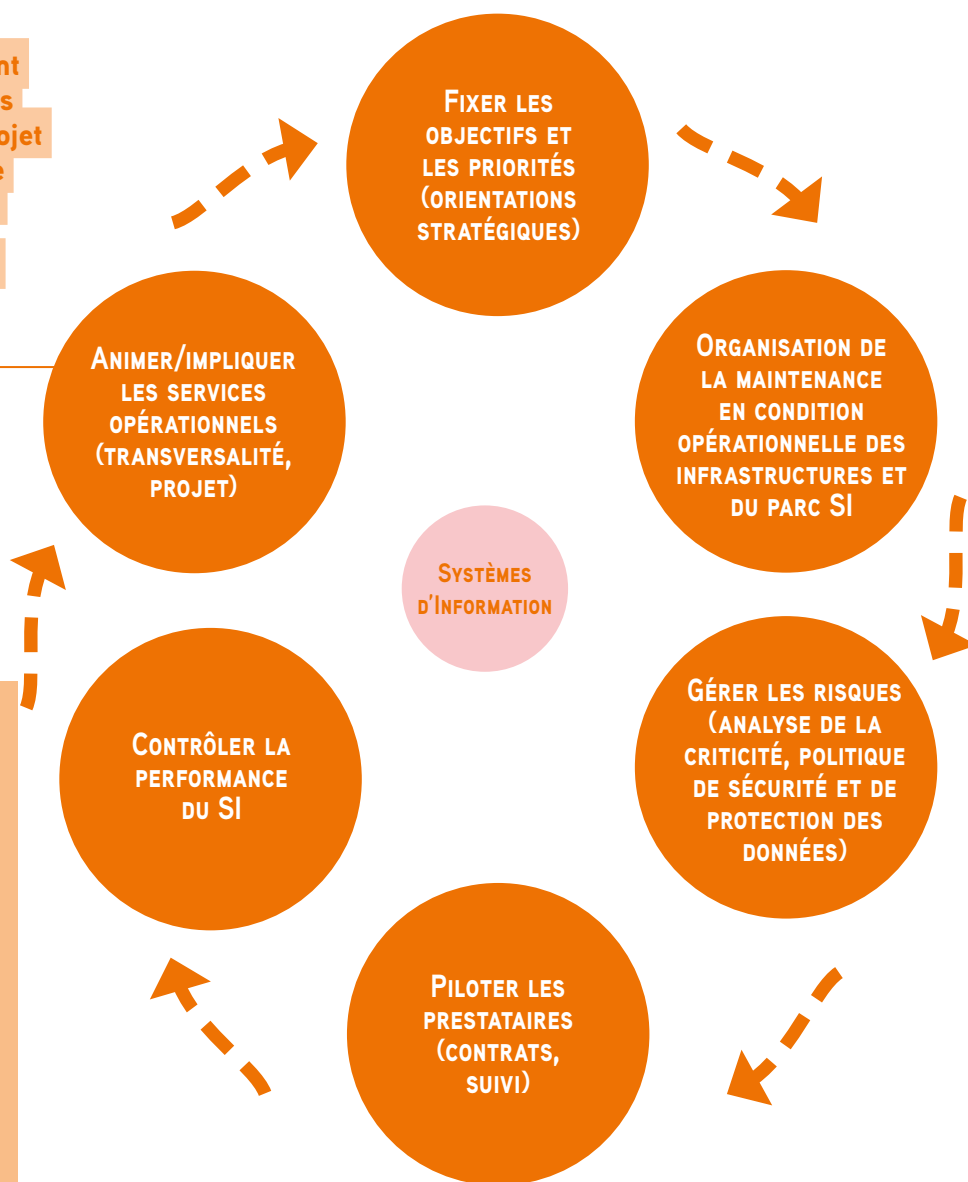 nt
s
ojet
e
Fixer les
objectifs et
les priorités
(orientations
stratégiques)
Organisation de
la maintenance
en condition
opérationnelle des
infrastructures et
du parc SI
Gérer les risques
(analyse de la
criticité, politique
de sécurité et de
protection des
données)
Piloter les
prestataires
(contrats,
suivi)
Contrôler la
performance
du SI
Animer/impliquer
les services
opérationnels
(transversalité,
projet)
Systèmes
d'Information